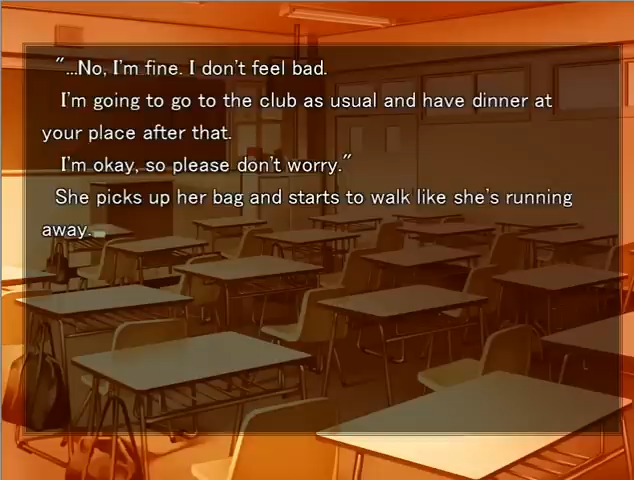 "...No, I'm fine. I don't feel bad.
I'm going to go to the club as usual and have dinner at
your place after that.
I'm okay, so please don't worry."
She picks up her bag and starts to walk like she's running
away.